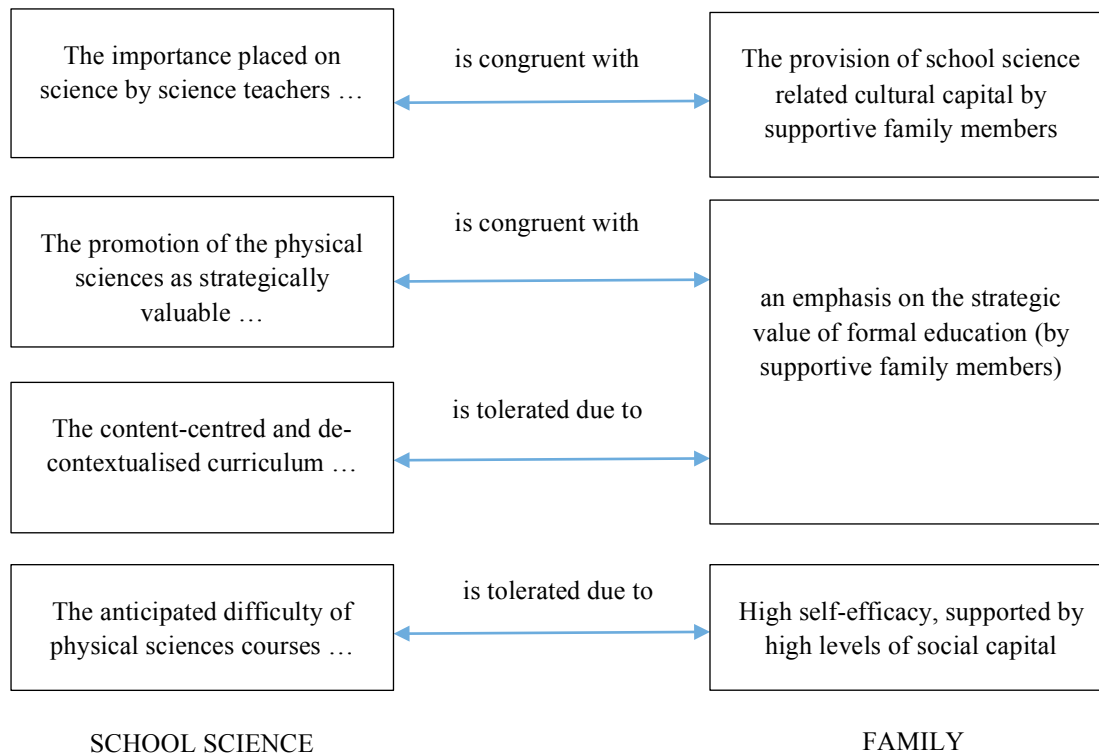 The importance placed on
science by science teachers …
is congruent with
The provision of school science
related cultural capital by
supportive family members
The promotion of the physical
sciences as strategically
valuable …
is congruent with
an emphasis on the strategic
value of formal education (by
supportive family members)
The content-centred and de-
contextualised curriculum …
is tolerated due to
The anticipated difficulty of
physical sciences courses …
is tolerated due to
High self-efficacy, supported by
high levels of social capital
SCHOOL SCIENCE
FAMILY